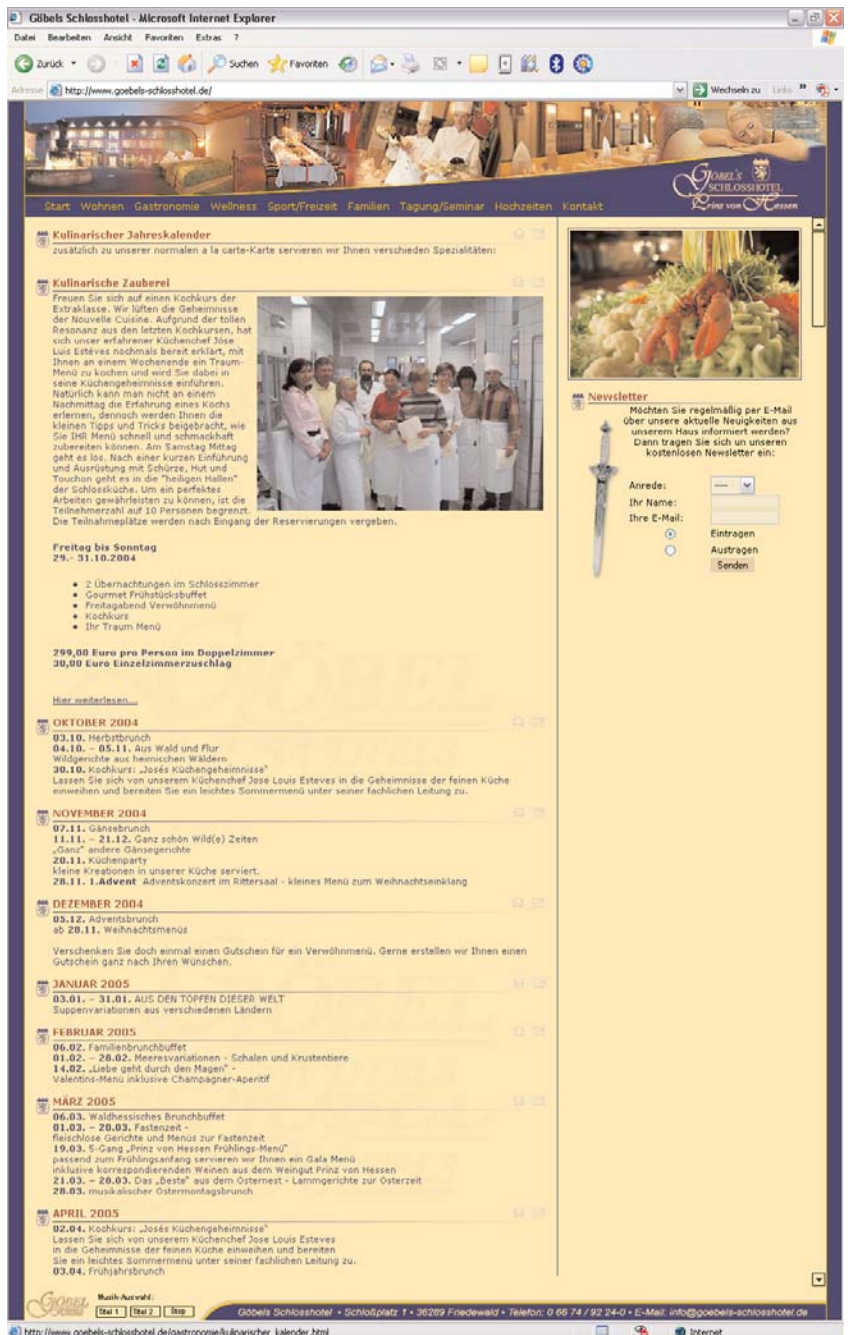 Göbels Schlosshotel - Microsoft Internet Explorer
Datei Bearbeiten Ansicht Favoriten Extras ?
Zurück Suchen Favoriten
Adresse http://www.goebels-schlosshotel.de/ Wechseln zu Links »
GÖBEL'S
SCHLOSSHOTEL
Prinz von Hessen
Start Wohnen Gastronomie Wellness Sport/Freizeit Familien Tagung/Seminar Hochzeiten Kontakt
Kulinarischer Jahreskalender
zusätzlich zu unserer normalen a la carte-Karte servieren wir Ihnen verschieden Spezialitäten:
Kulinarische Zauberei
Freuen Sie sich auf einen Kochkurs der
Extraklasse. Wir lüften die Geheimnisse
der Nouvelle Cuisine. Aufgrund der tollen
Resonanz aus den letzten Kochkursen, hat
sich unser erfahrener Küchenchef Jóse
Luis Estéves nochmals bereit erklärt, mit
Ihnen an einem Wochenende ein Traum-
Menü zu kochen und wird Sie dabei in
seine Küchengeheimnisse einführen.
Natürlich kann man nicht an einem
Nachmittag die Erfahrung eines Kochs
erlernen, dennoch werden Ihnen die
kleinen Tipps und Tricks beigebracht, wie
Sie IHR Menü schnell und schmackhaft
zubereiten können. Am Samstag Mittag
geht es los. Nach einer kurzen Einführung
und Ausrüstung mit Schürze, Hut und
Touchon geht es in die "heiligen Hallen"
der Schlossküche. Um ein perfektes
Arbeiten gewährleisten zu können, ist die
Teilnehmerzahl auf 10 Personen begrenzt.
Die Teilnahmeplätze werden nach Eingang der Reservierungen vergeben.
Freitag bis Sonntag
29.- 31.10.2004
• 2 Übernachtungen im Schlosszimmer
• Gourmet Frühstücksbuffet
• Freitagabend Verwöhnmenü
• Kochkurs
• Ihr Traum Menü
299,00 Euro pro Person im Doppelzimmer
30,00 Euro Einzelzimmerzuschlag
Hier weiterlesen...
OKTOBER 2004
03.10. Herbstbrunch
04.10. – 05.11. Aus Wald und Flur
Wildgerichte aus heimischen Wäldern
30.10. Kochkurs: „Josés Küchengeheimnisse"
Lassen Sie sich von unserem Küchenchef Jose Louis Esteves in die Geheimnisse der feinen Küche
einweihen und bereiten Sie ein leichtes Sommermenü unter seiner fachlichen Leitung zu.
NOVEMBER 2004
07.11. Gänsebrunch
11.11. – 21.12. Ganz schön Wild(e) Zeiten
„Ganz" andere Gänsegerichte
20.11. Küchenparty
kleine Kreationen in unserer Küche serviert.
28.11. 1.Advent Adventskonzert im Rittersaal - kleines Menü zum Weihnachtseinklang
DEZEMBER 2004
05.12. Adventsbrunch
ab 28.11. Weihnachtsmenüs
Verschenken Sie doch einmal einen Gutschein für ein Verwöhnmenü. Gerne erstellen wir Ihnen einen
Gutschein ganz nach Ihren Wünschen.
JANUAR 2005
03.01. – 31.01. AUS DEN TÖPFEN DIESER WELT
Suppenvariationen aus verschiedenen Ländern
FEBRUAR 2005
06.02. Familienbrunchbuffet
01.02. – 28.02. Meeresvariationen - Schalen und Krustentiere
14.02. „Liebe geht durch den Magen" -
Valentins-Menü inklusive Champagner-Aperitif
MÄRZ 2005
06.03. Waldhessisches Brunchbuffet
01.03. – 20.03. Fastenzeit -
fleischlose Gerichte und Menüs zur Fastenzeit
19.03. 5-Gang „Prinz von Hessen Frühlings-Menü"
passend zum Frühlingsanfang servieren wir Ihnen ein Gala Menü
inklusive korrespondierenden Weinen aus dem Weingut Prinz von Hessen
21.03. – 28.03. Das „Beste" aus dem Osternest - Lammgerichte zur Osterzeit
28.03. musikalischer Ostermontagsbrunch
APRIL 2005
02.04. Kochkurs: „Josés Küchengeheimnisse"
Lassen Sie sich von unserem Küchenchef Jose Louis Esteves
in die Geheimnisse der feinen Küche einweihen und bereiten
Sie ein leichtes Sommermenü unter seiner fachlichen Leitung zu.
03.04. Frühjahrsbrunch
Newsletter
Möchten Sie regelmäßig per E-Mail
über unsere aktuelle Neuigkeiten aus
unserem Haus informiert werden?
Dann tragen Sie sich un unseren
kostenlosen Newsletter ein:
Anrede: ----
Ihr Name:
Ihre E-Mail:
Eintragen
Austragen
Senden
GÖBEL
HOTELS
Musik-Auswahl:
Titel 1 Titel 2 Stop
Göbels Schlosshotel • Schloßplatz 1 • 36289 Friedewald • Telefon: 0 66 74 / 92 24-0 • E-Mail: info@goebels-schlosshotel.de
http://www.goebels-schlosshotel.de/gastronomie/kulinarischer_kalender.html Internet